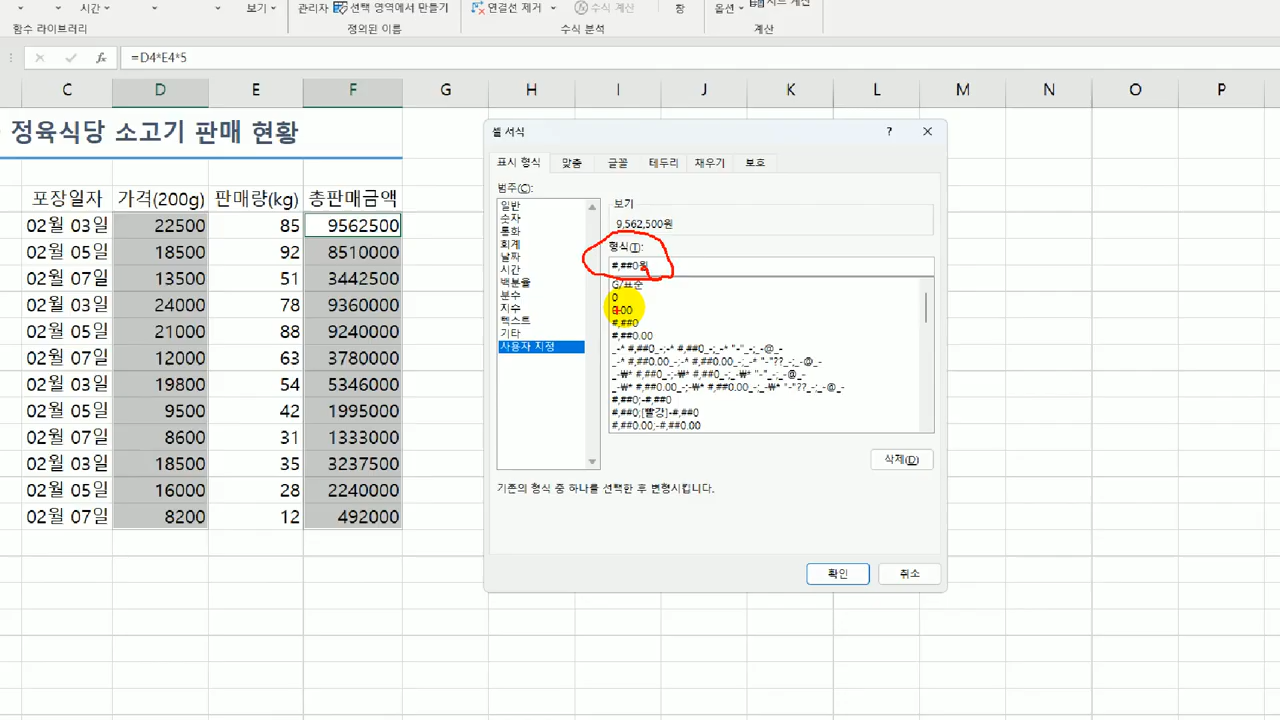 시간 보기 관리자 선택 영역에서 만들기 연결선 제거 수식 계산 창 옵션
함수 라이브러리 정의된 이름 수식 분석 계산
fx =D4*E4*5
C D E F G H I J K L M N O P
정육식당 소고기 판매 현황
포장일자 가격(200g) 판매량(kg) 총판매금액
02월 03일 22500 85 9562500
02월 05일 18500 92 8510000
02월 07일 13500 51 3442500
02월 03일 24000 78 9360000
02월 05일 21000 88 9240000
02월 07일 12000 63 3780000
02월 03일 19800 54 5346000
02월 05일 9500 42 1995000
02월 07일 8600 31 1333000
02월 03일 18500 35 3237500
02월 05일 16000 28 2240000
02월 07일 8200 12 492000
셀 서식 ?
표시 형식 맞춤 글꼴 테두리 채우기 보호
범주(C):
일반
숫자
통화
회계
날짜
시간
백분율
분수
지수
텍스트
기타
사용자 지정
보기
9,562,500원
형식(T):
#,##0원
G/표준
0
0.00
#,##0
#,##0.00
_-* #,##0_-;-* #,##0_-;_-* "-"_-;_-@_-
_-* #,##0.00_-;-* #,##0.00_-;_-* "-"??_-;_-@_-
_-₩* #,##0_-;-₩* #,##0_-;_-₩* "-"_-;_-@_-
_-₩* #,##0.00_-;-₩* #,##0.00_-;_-₩* "-"??_-;_-@_-
#,##0;-#,##0
#,##0;[빨강]-#,##0
#,##0.00;-#,##0.00
삭제(D)
기존의 형식 중 하나를 선택한 후 변형시킵니다.
확인 취소